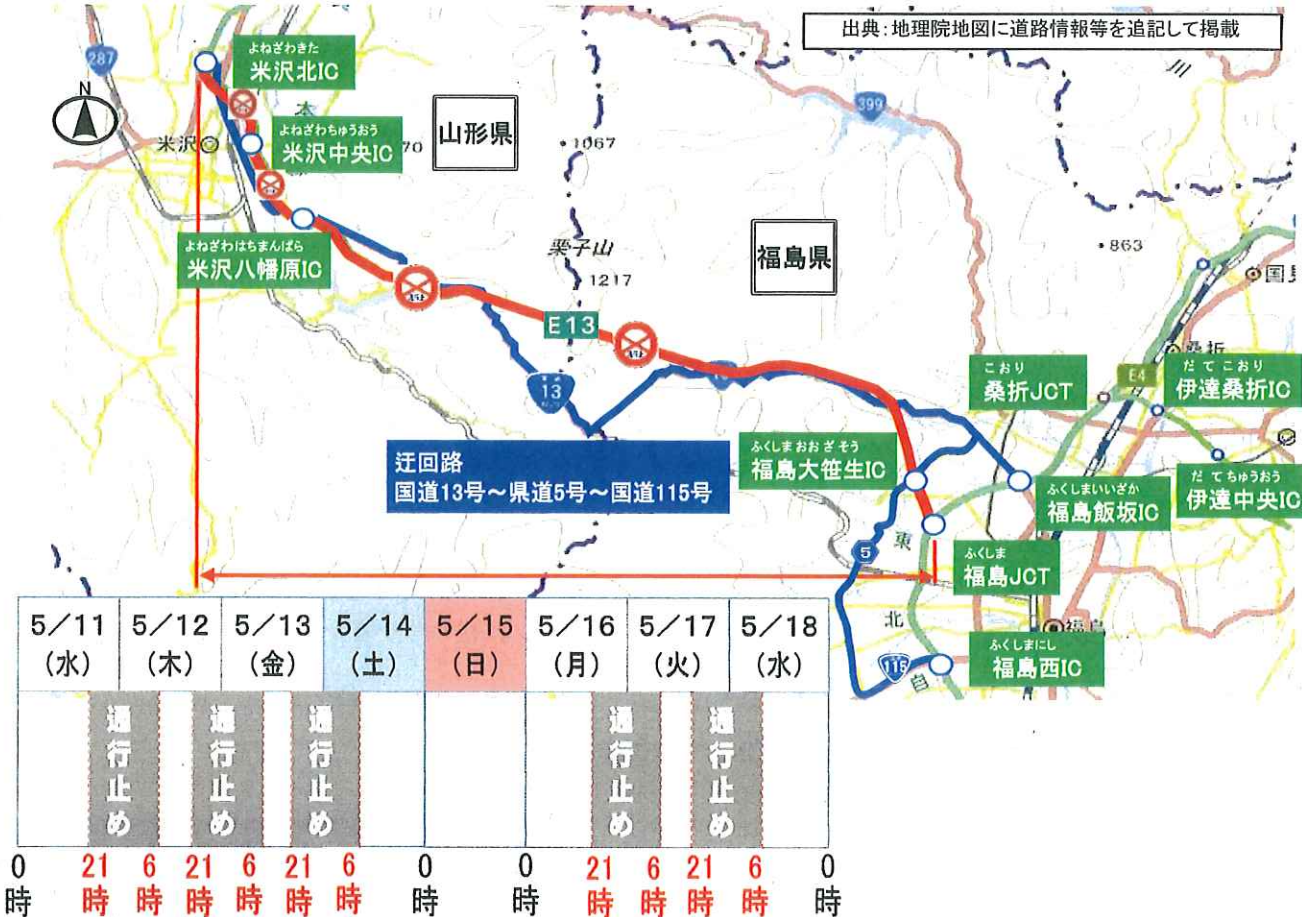 出典：地理院地図に道路情報等を追記して掲載
287
N
よねざわきた
米沢北IC
よねざわちゅうおう
米沢中央IC
米沢
山形県
1067
399
川
よねざわはちまんぱら
米沢八幡原IC
栗子山
1217
福島県
863
E13
13
国見
桑折
こおり
桑折JCT
E4
だてこおり
伊達桑折IC
迂回路
国道13号～県道5号～国道115号
ふくしまおおざそう
福島大笹生IC
ふくしまいいざか
福島飯坂IC
だてちゅうおう
伊達中央IC
東
5
ふくしま
福島JCT
北
福島
115
自
ふくしまにし
福島西IC
5/11 5/12 5/13 5/14 5/15 5/16 5/17 5/18
(水) (木) (金) (土) (日) (月) (火) (水)
通行止め 通行止め 通行止め 通行止め 通行止め
0時 21時 6時 21時 6時 21時 6時 0時 0時 21時 6時 21時 6時 0時